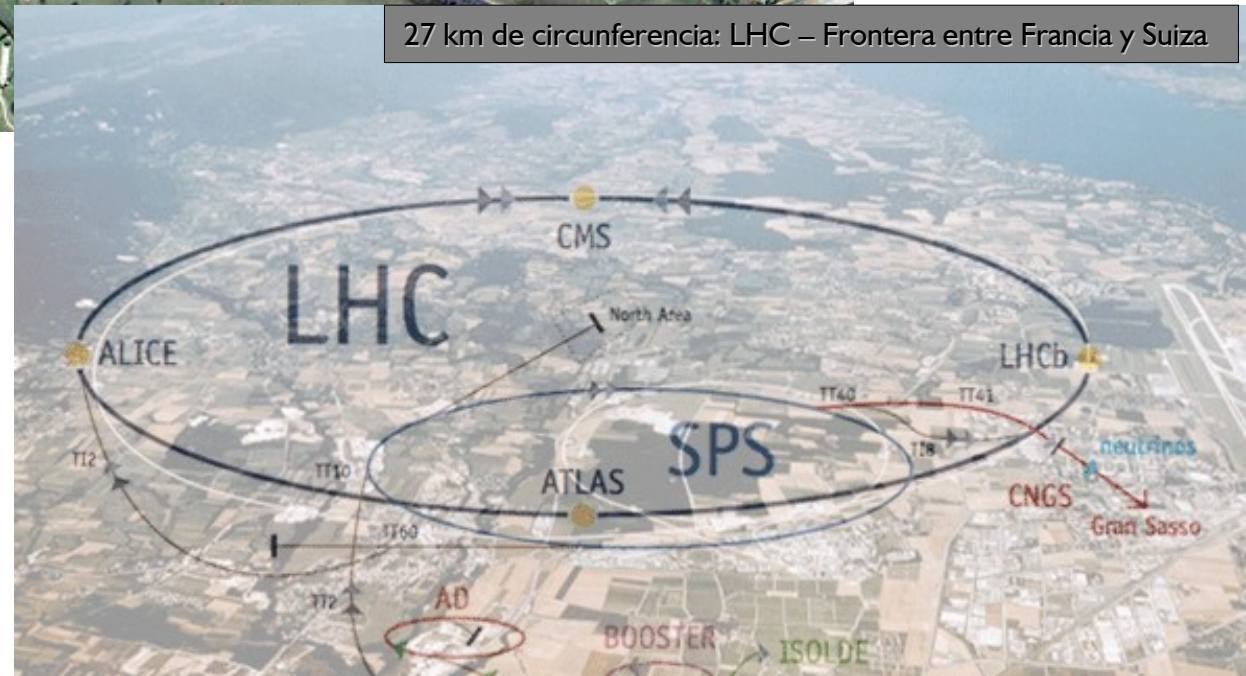 27 km de circunferencia: LHC – Frontera entre Francia y Suiza
CMS
LHC
North Area
ALICE
LHCb
TT40
TT41
SPS
TI8
neutrinos
TI2
TT10
ATLAS
CNGS
Gran Sasso
TT60
TT2
AD
BOOSTER
ISOLDE